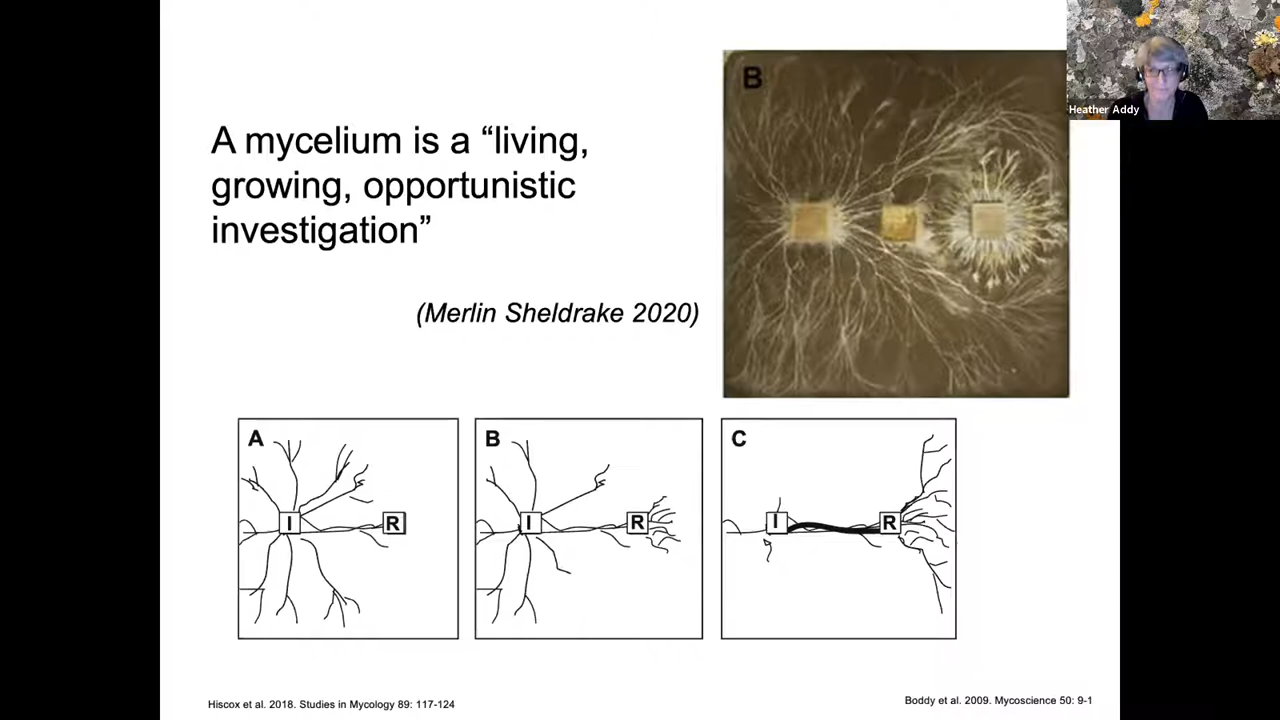 A mycelium is a “living,
growing, opportunistic
investigation”
(Merlin Sheldrake 2020)
B
Heather Addy
A
I
R
B
I
R
C
I
R
Hiscox et al. 2018. Studies in Mycology 89: 117-124
Boddy et al. 2009. Mycoscience 50: 9-1